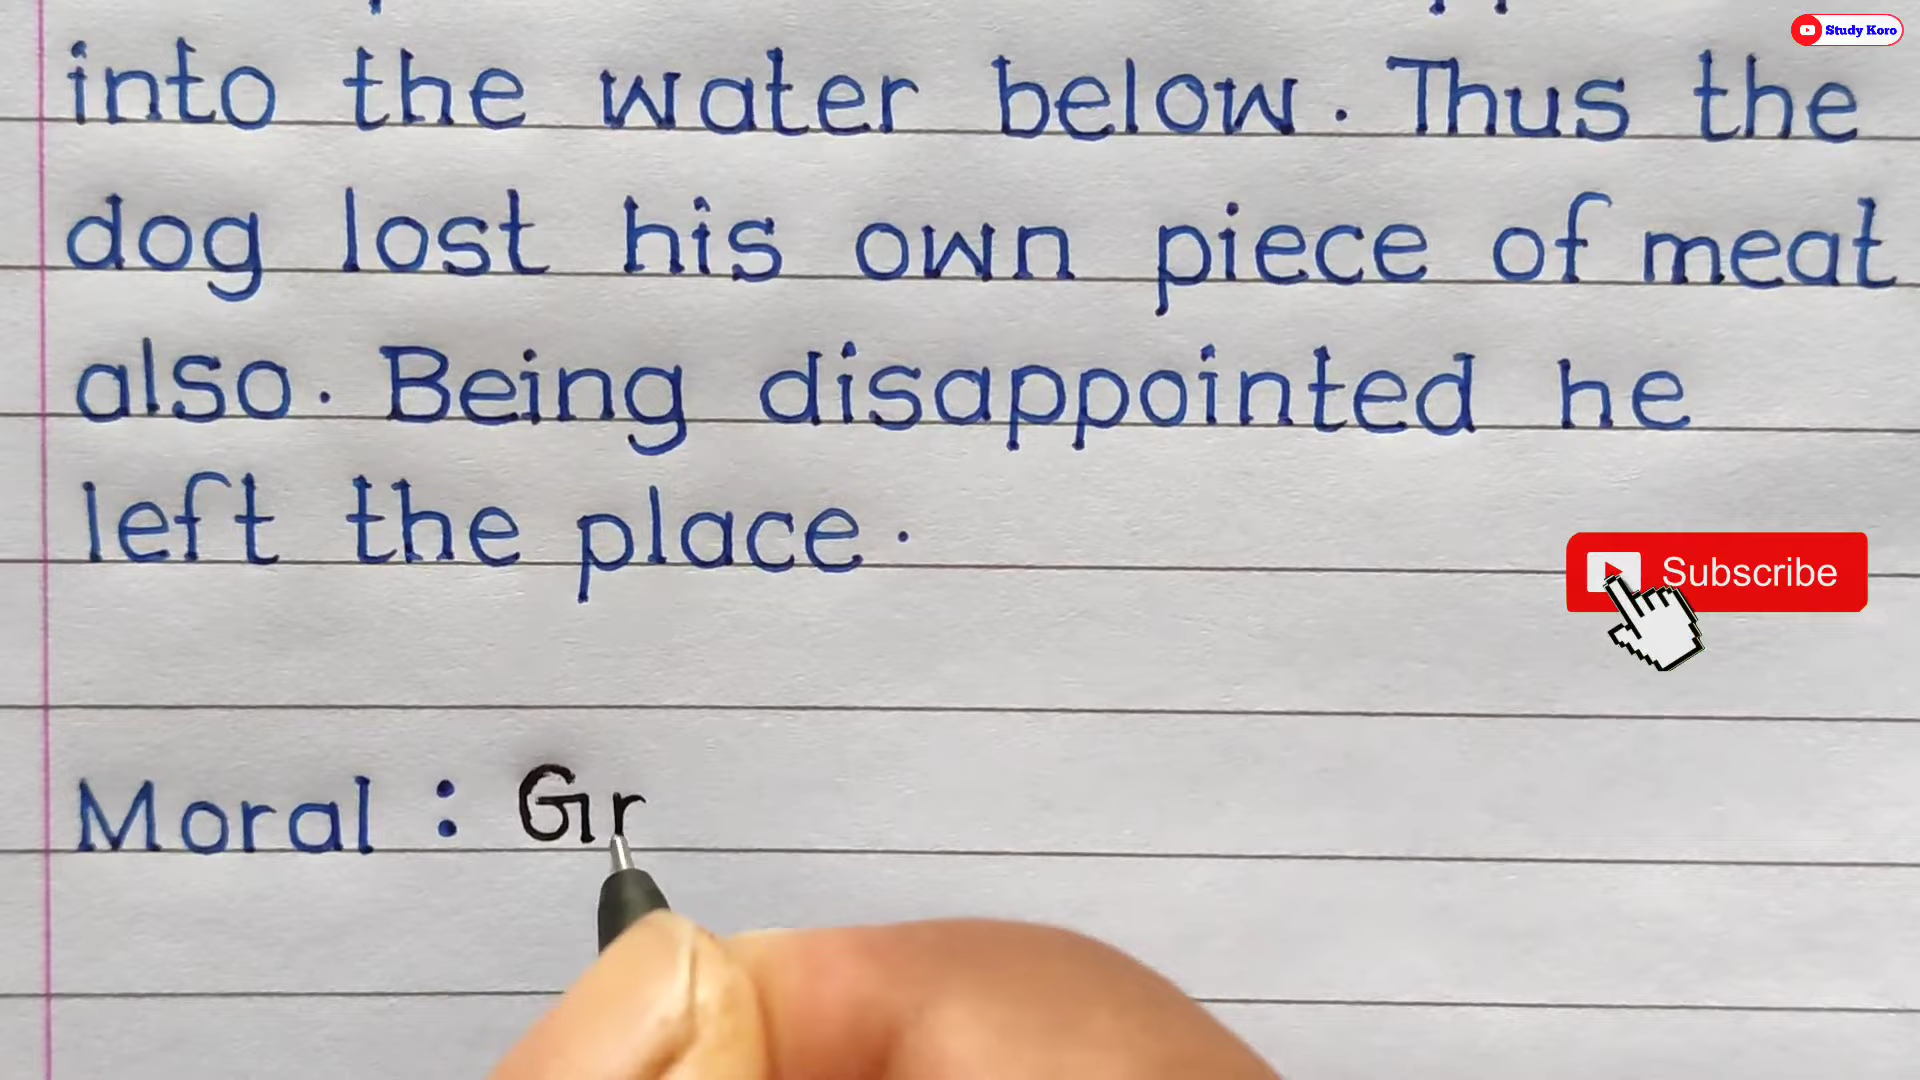 Study Koro
into the water below. Thus the
dog lost his own piece of meat
also. Being disappointed he
left the place.
Subscribe
Moral : Gr